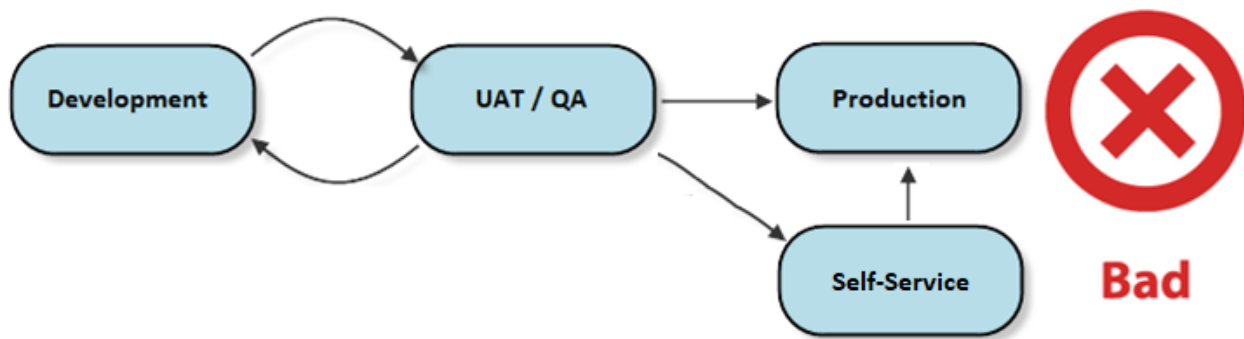 Development
UAT / QA
Production
Self-Service
Bad